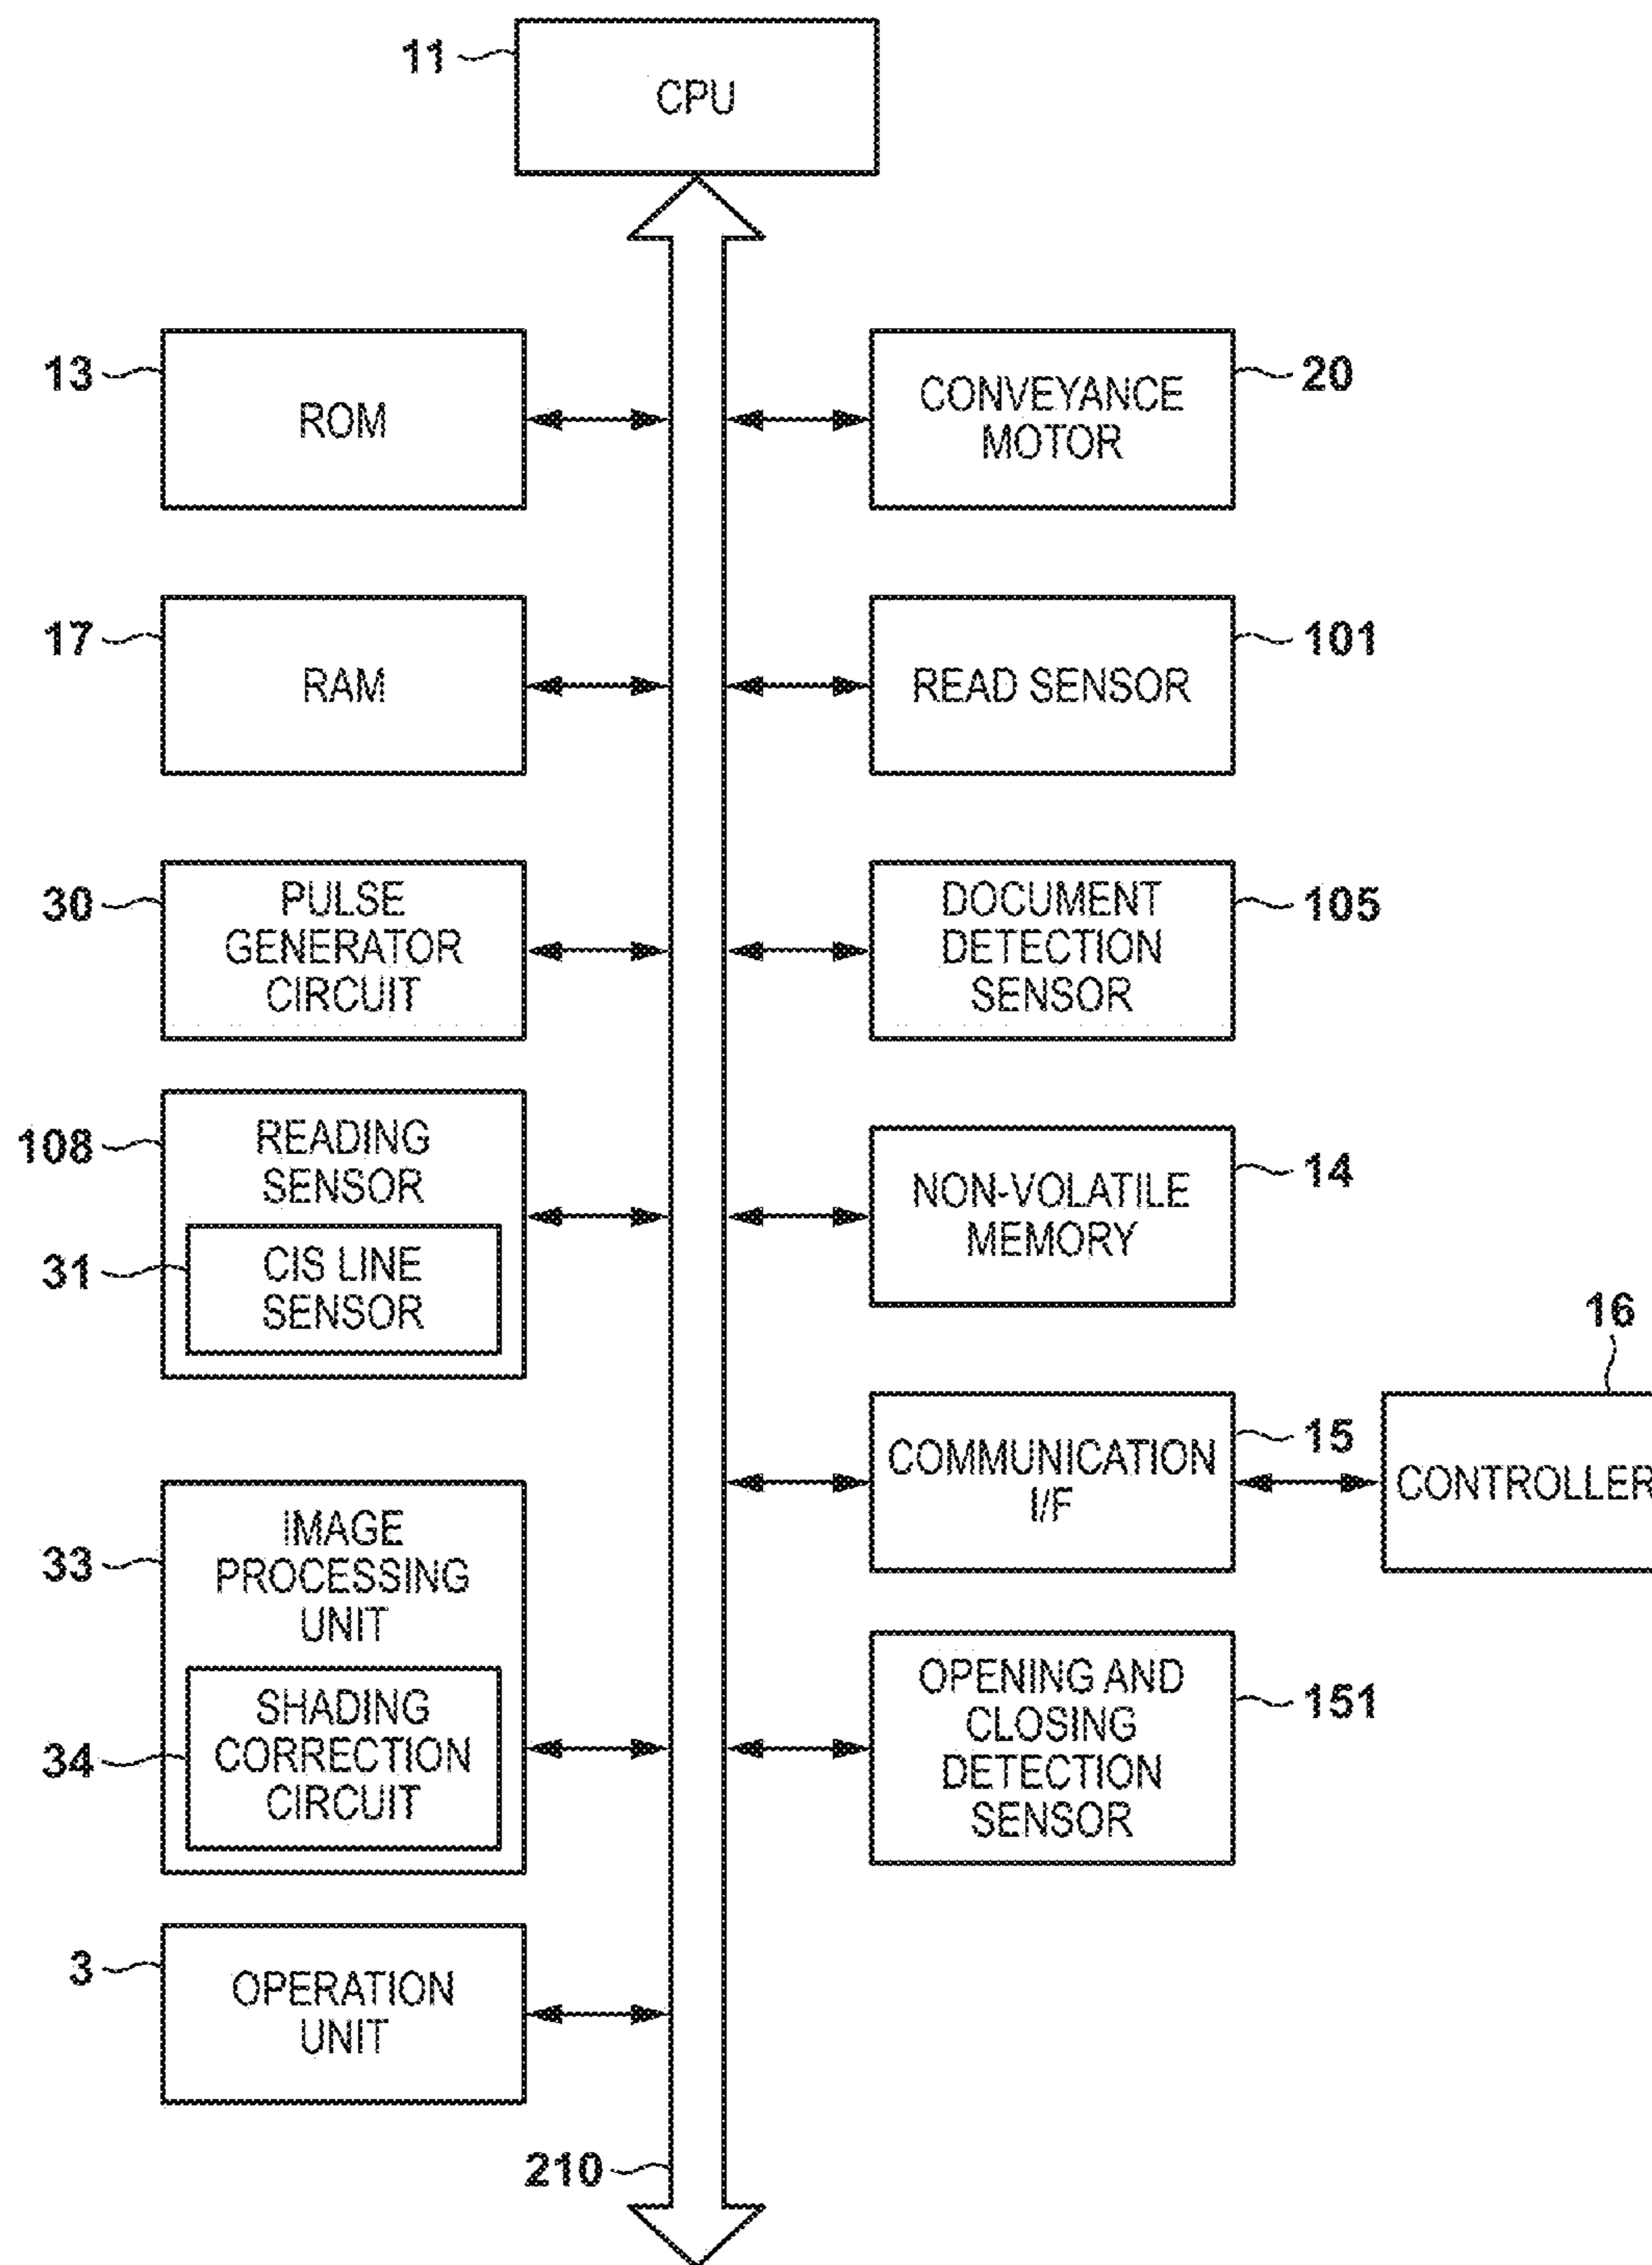 11
CPU
13
ROM
CONVEYANCE
MOTOR
20
17
RAM
READ SENSOR
101
30
PULSE
GENERATOR
CIRCUIT
DOCUMENT
DETECTION
SENSOR
105
108
READING
SENSOR
31
CIS LINE
SENSOR
NON-VOLATILE
MEMORY
14
COMMUNICATION
I/F
15
16
CONTROLLER
33
IMAGE
PROCESSING
UNIT
34
SHADING
CORRECTION
CIRCUIT
OPENING AND
CLOSING
DETECTION
SENSOR
151
3
OPERATION
UNIT
210